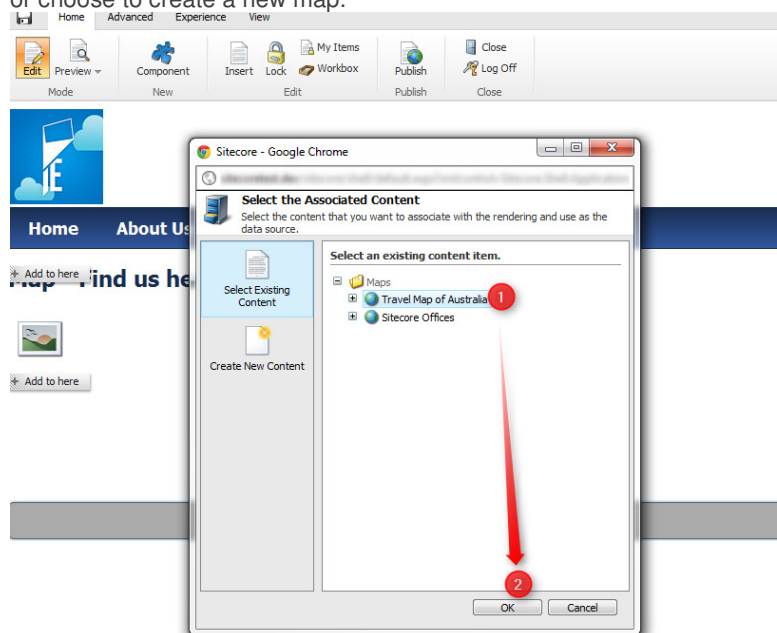 or choose to create a new map.
Home Advanced Experience View
Edit Preview Component Insert Lock My Items Workbox Publish Close Log Off
Mode New Edit Publish Close
E
Sitecore - Google Chrome
Select the Associated Content
Select the content that you want to associate with the rendering and use as the
data source.
Home About Us
Select an existing content item.
Maps
Travel Map of Australia 1
Sitecore Offices
Select Existing
Content
Create New Content
+ Add to here
Find us he
+ Add to here
2
OK Cancel